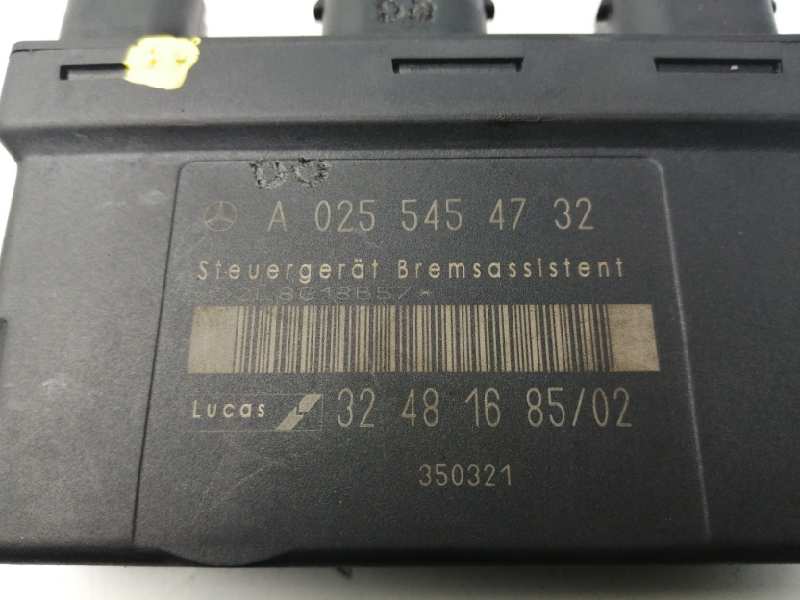 A 025 545 47 32
Steuergerät Bremsassistent
Lucas 32 48 16 85/02
350321